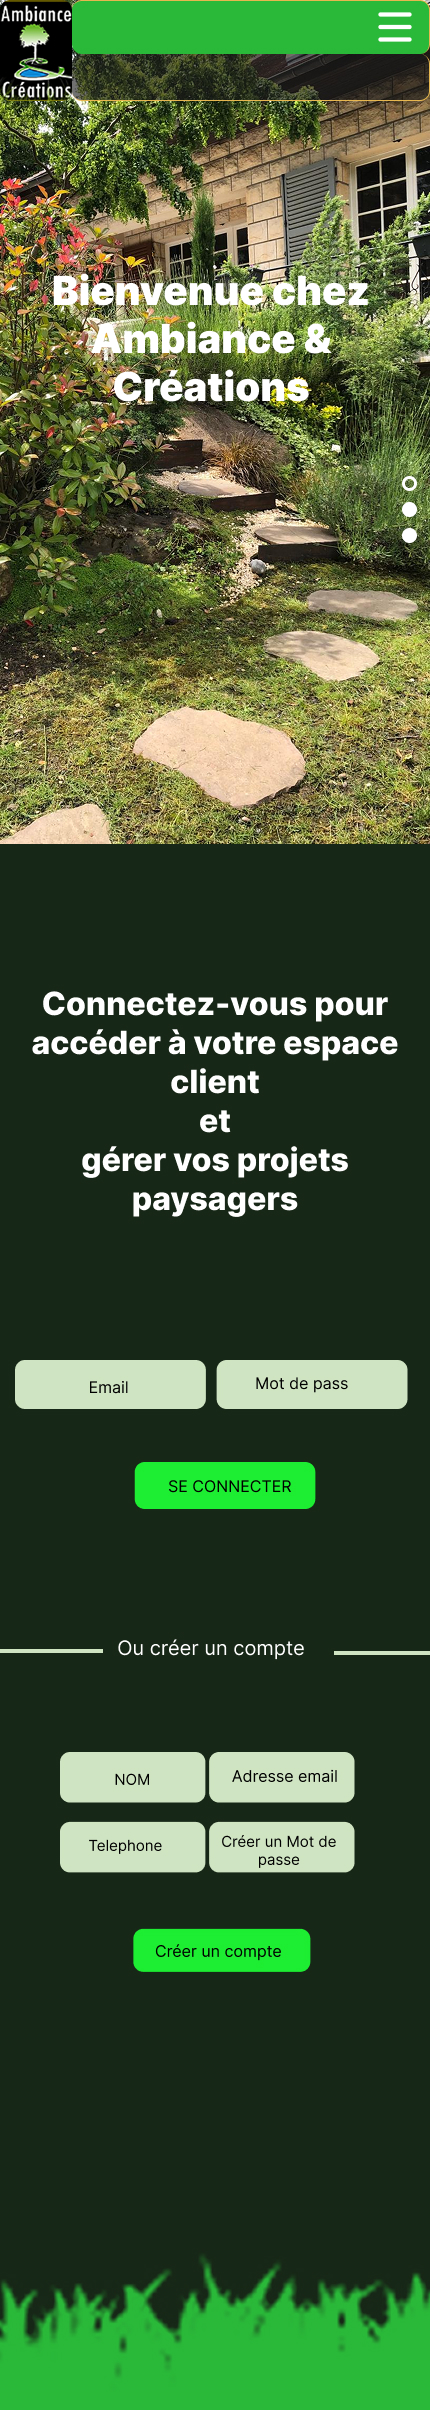 Ambiance
Créations
Bienvenue chez
Ambiance &
Créations
Connectez-vous pour
accéder à votre espace
client
et
gérer vos projets
paysagers
Email
Mot de pass
SE CONNECTER
Ou créer un compte
NOM
Adresse email
Telephone
Créer un Mot de
passe
Créer un compte